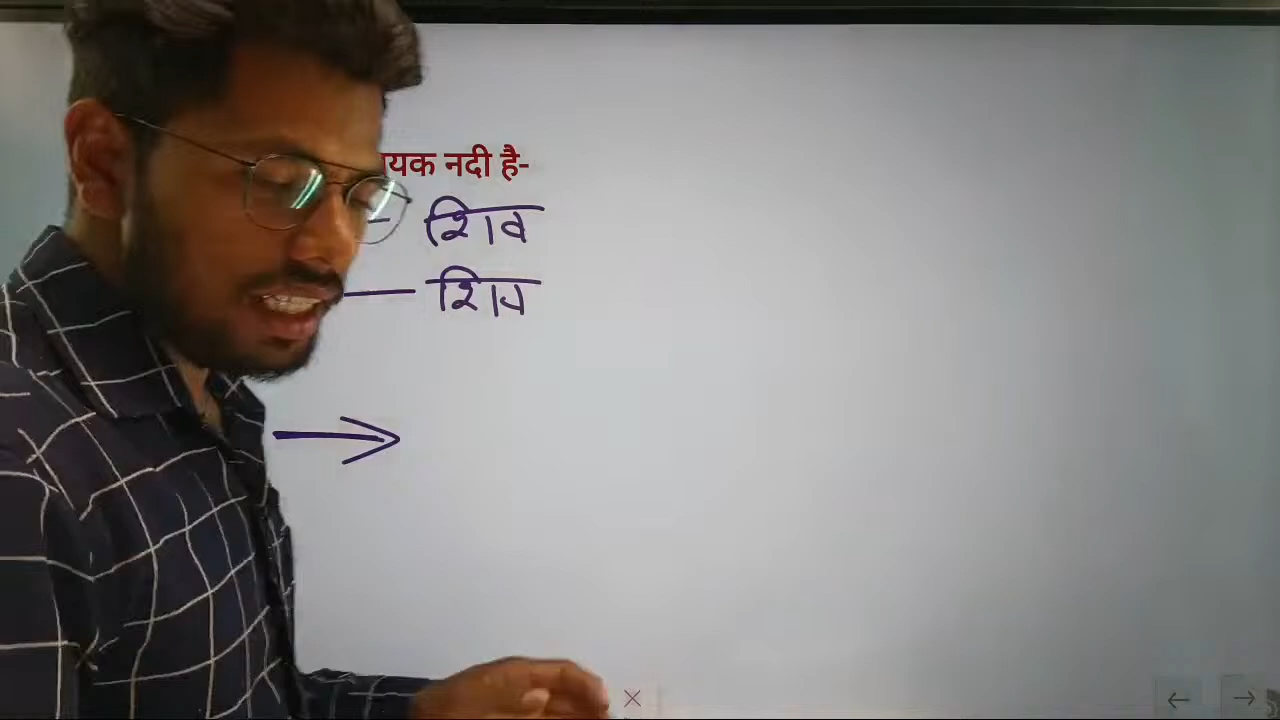 यक नदी है-
- शिव
— शिव